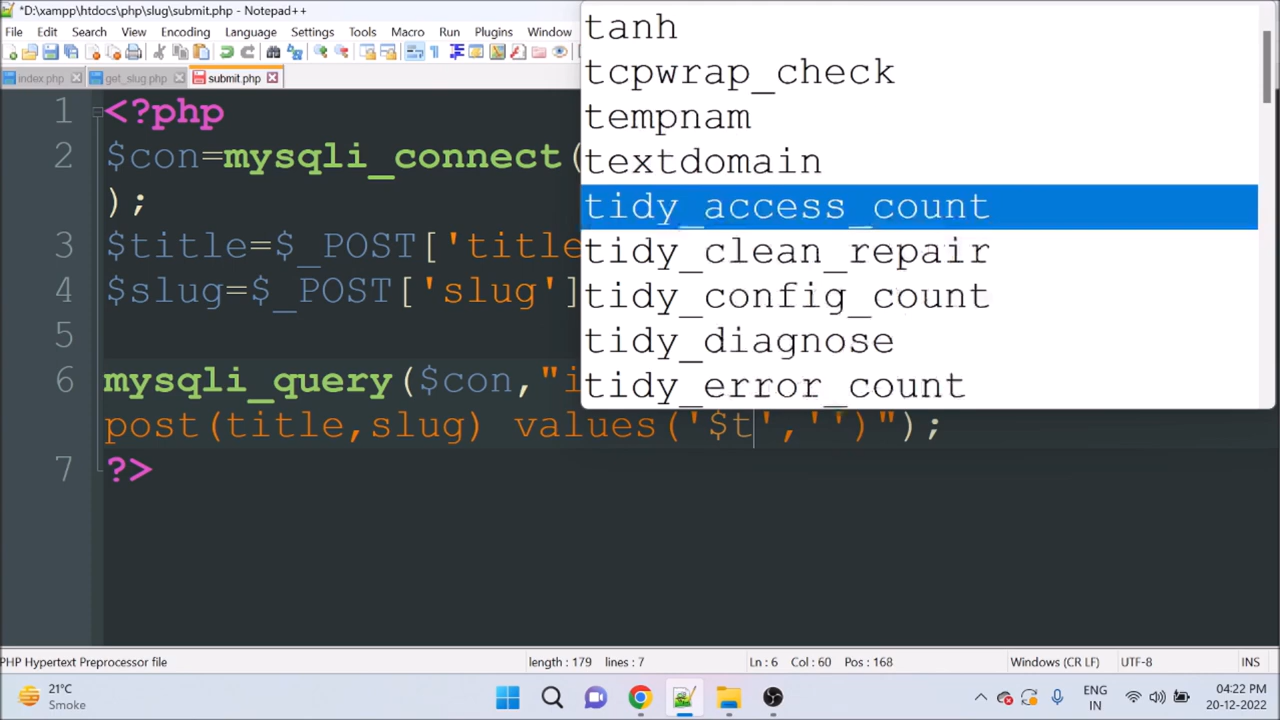 *D:\xampp\htdocs\php\slug\submit.php - Notepad++
File Edit Search View Encoding Language Settings Tools Macro Run Plugins Window
index.php get_slug.php submit.php
1 <?php
2 $con=mysqli_connect(
);
3 $title=$_POST['title
4 $slug=$_POST['slug']
5
6 mysqli_query($con,"i
post(title,slug) values('$t','')");
7 ?>
tanh
tcpwrap_check
tempnam
textdomain
tidy_access_count
tidy_clean_repair
tidy_config_count
tidy_diagnose
tidy_error_count
PHP Hypertext Preprocessor file length : 179 lines : 7 Ln : 6 Col : 60 Pos : 168 Windows (CR LF) UTF-8 INS
21°C
Smoke
ENG
IN
04:22 PM
20-12-2022